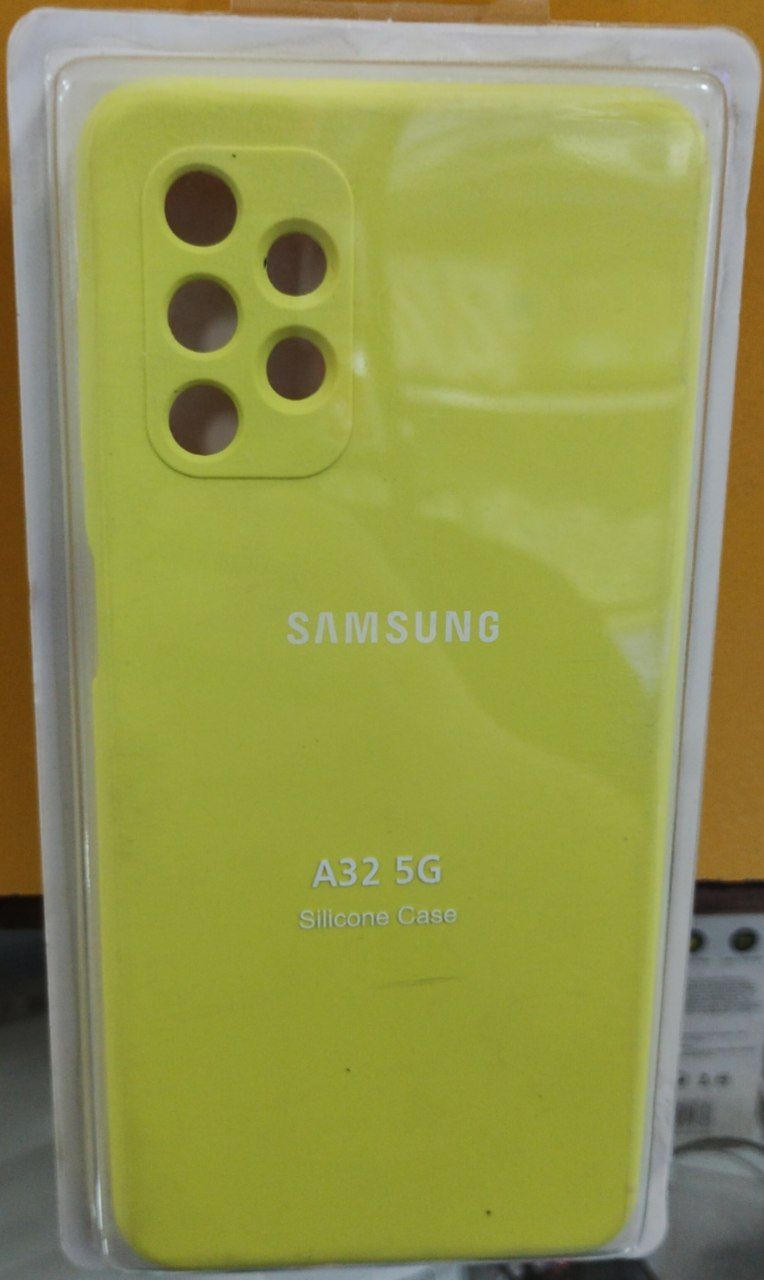 SAMSUNG
A32 5G
Silicone Case